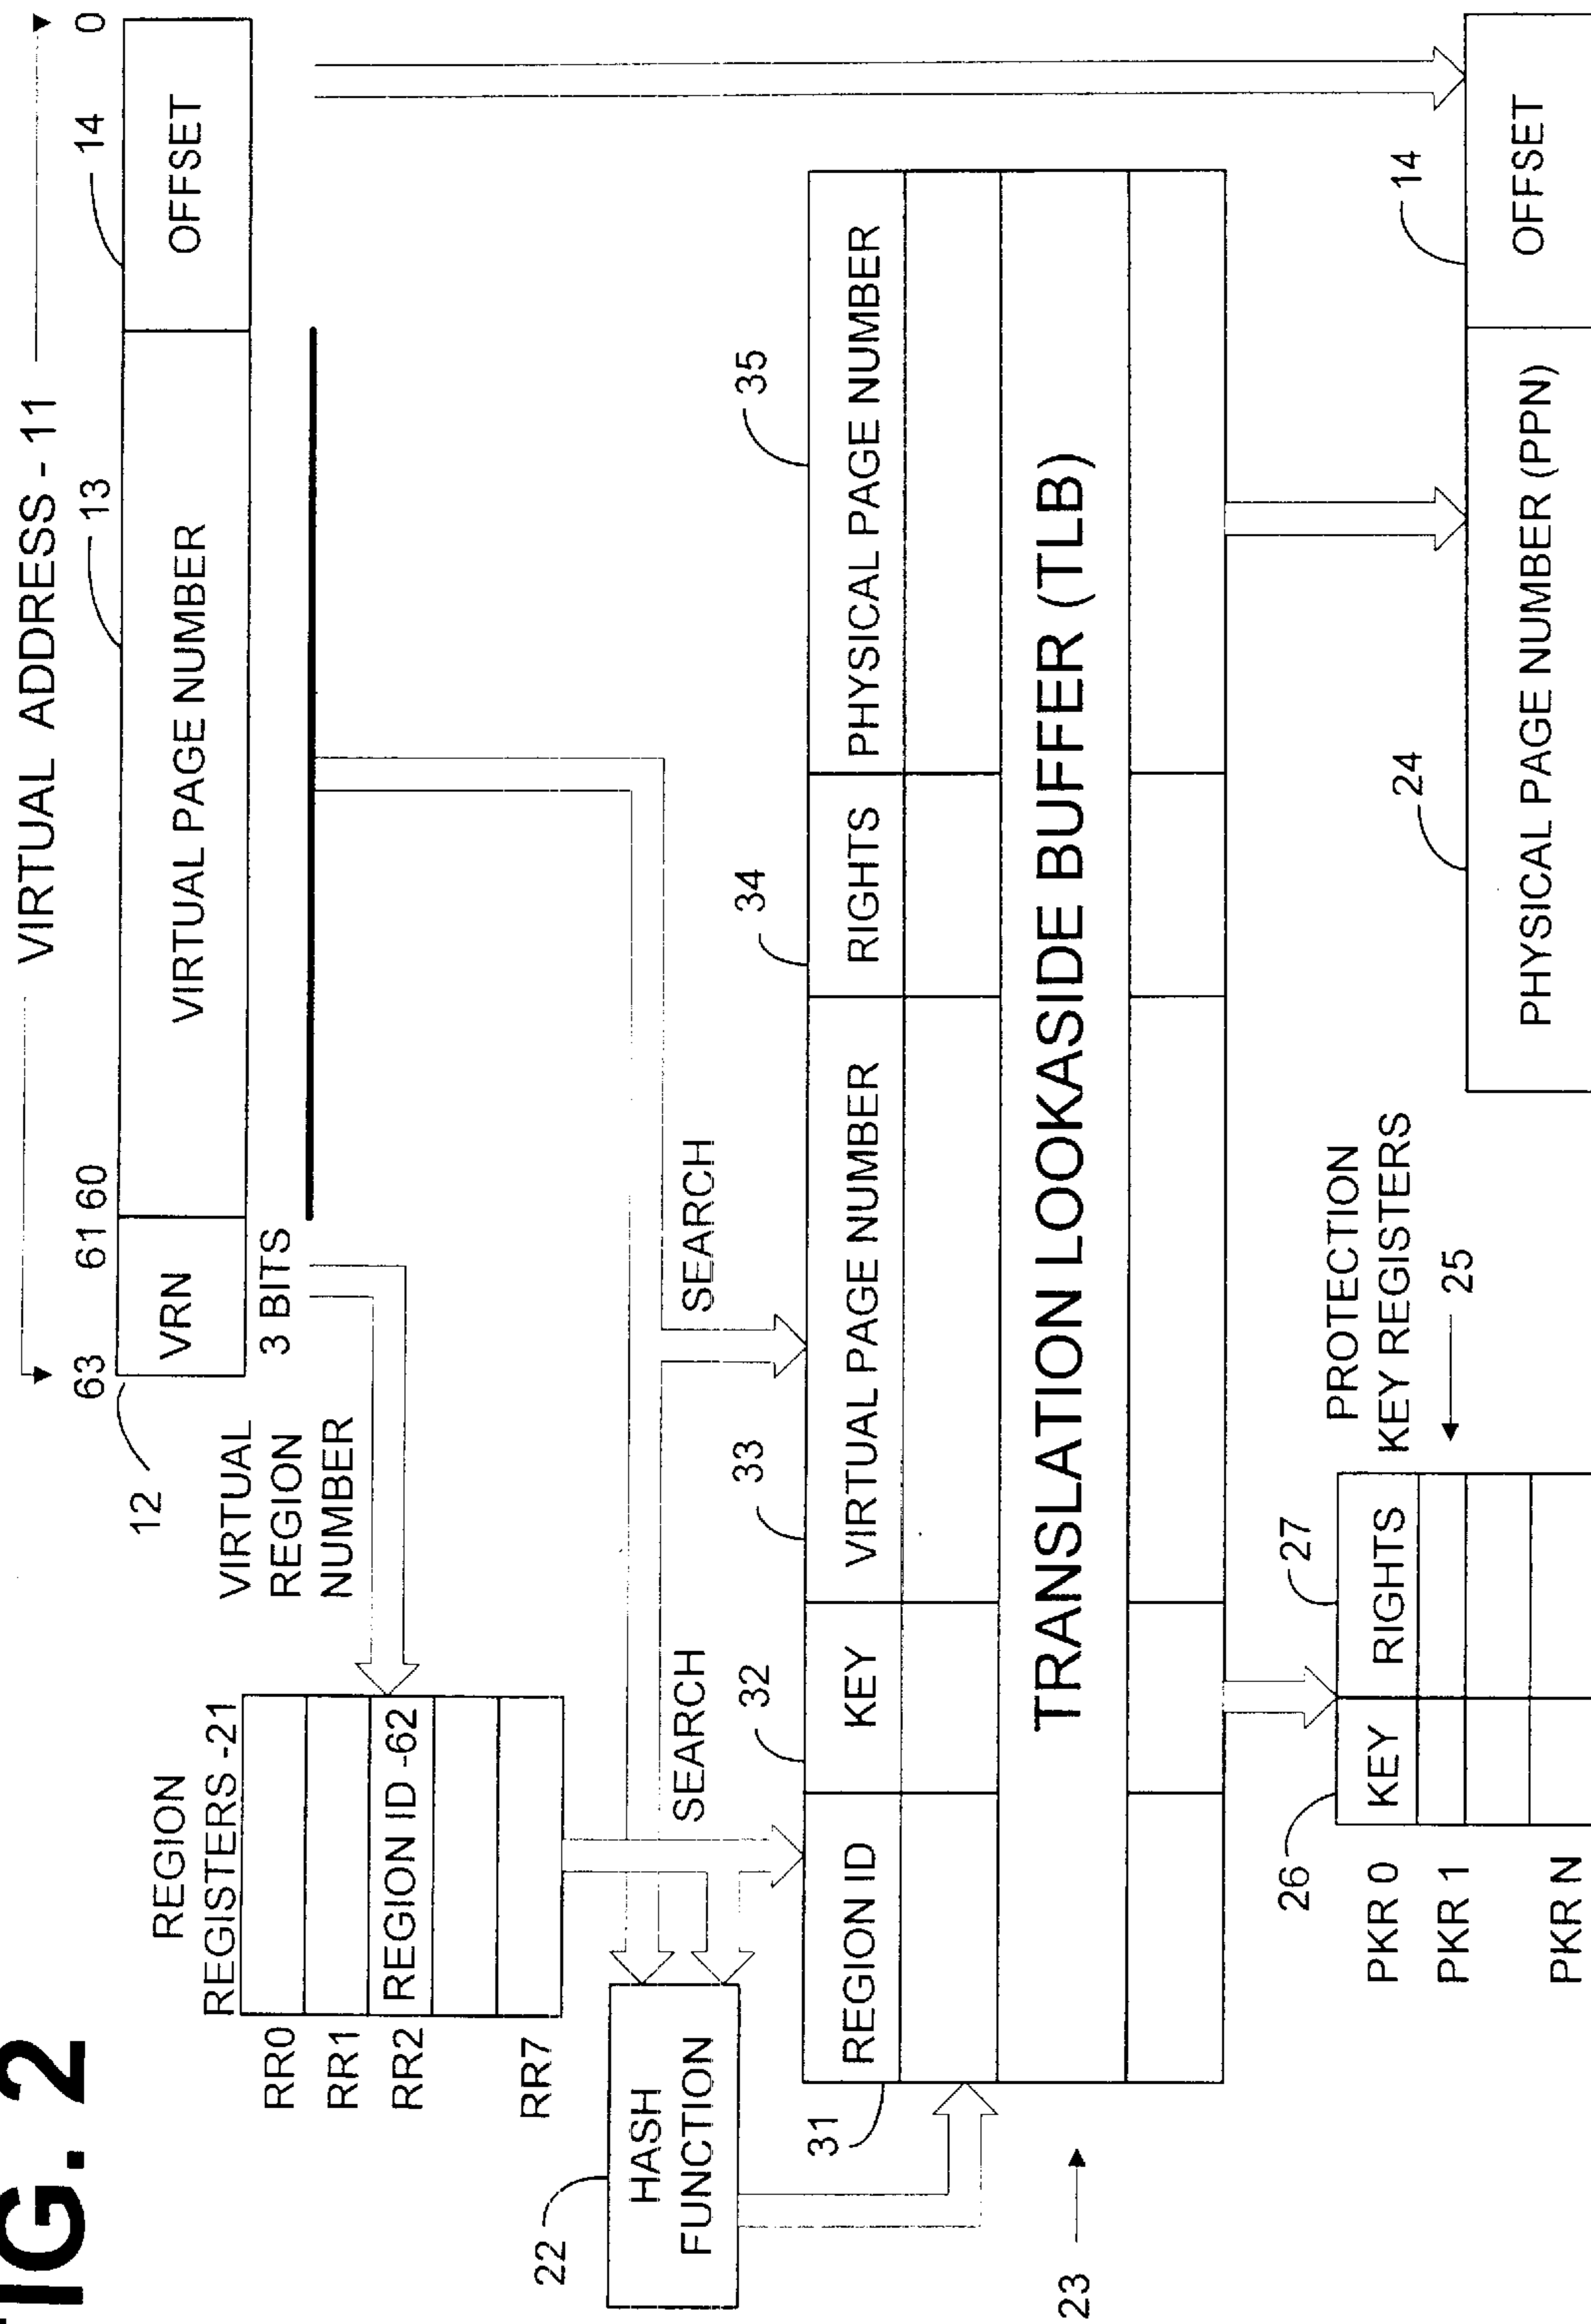 FIG. 2
VIRTUAL ADDRESS - 11
63
61
60
0
12
13
14
VRN
VIRTUAL PAGE NUMBER
OFFSET
3 BITS
VIRTUAL
REGION
NUMBER
REGION
REGISTERS -21
RR0
RR1
RR2
REGION ID -62
RR7
22
HASH
FUNCTION
SEARCH
SEARCH
31
32
33
34
35
REGION ID
KEY
VIRTUAL PAGE NUMBER
RIGHTS
PHYSICAL PAGE NUMBER
TRANSLATION LOOKASIDE BUFFER (TLB)
23
26
27
PROTECTION
KEY REGISTERS
25
PKR 0
KEY
RIGHTS
PKR 1
PKR N
24
14
PHYSICAL PAGE NUMBER (PPN)
OFFSET